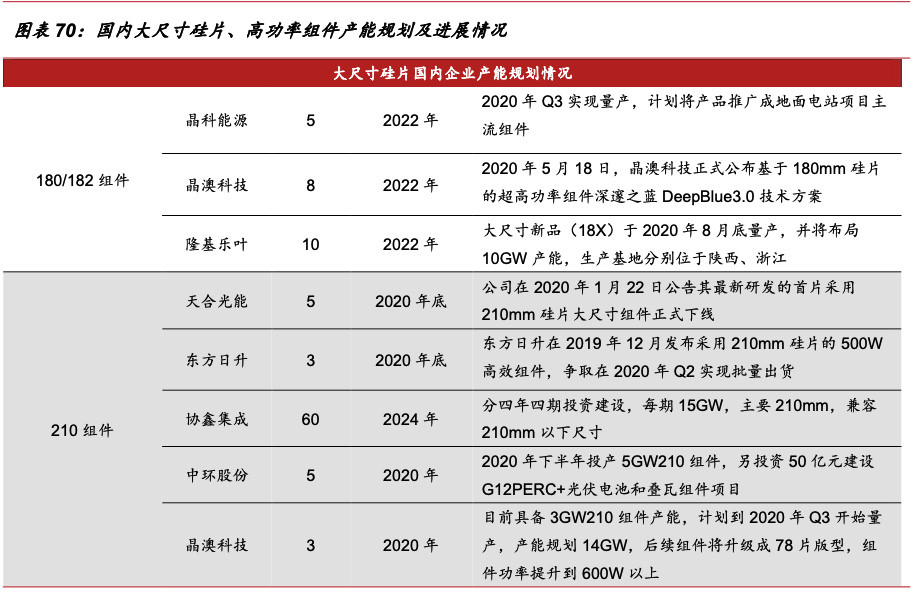 图表 70：国内大尺寸硅片、高功率组件产能规划及进展情况
大尺寸硅片国内企业产能规划情况
180/182 组件
晶科能源 5 2022 年
2020 年 Q3 实现量产，计划将产品推广成地面电站项目主
流组件
晶澳科技 8 2022 年
2020 年 5 月 18 日，晶澳科技正式公布基于 180mm 硅片
的超高功率组件深邃之蓝 DeepBlue3.0 技术方案
隆基乐叶 10 2022 年
大尺寸新品（18X）于 2020 年 8 月底量产，并将布局
10GW 产能，生产基地分别位于陕西、浙江
210 组件
天合光能 5 2020 年底
公司在 2020 年 1 月 22 日公告其最新研发的首片采用
210mm 硅片大尺寸组件正式下线
东方日升 3 2020 年底
东方日升在 2019 年 12 月发布采用 210mm 硅片的 500W
高效组件，争取在 2020 年 Q2 实现批量出货
协鑫集成 60 2024 年
分四年四期投资建设，每期 15GW，主要 210mm，兼容
210mm 以下尺寸
中环股份 5 2020 年
2020 年下半年投产 5GW210 组件，另投资 50 亿元建设
G12PERC+光伏电池和叠瓦组件项目
晶澳科技 3 2020 年
目前具备 3GW210 组件产能，计划到 2020 年 Q3 开始量
产，产能规划 14GW，后续组件将升级成 78 片版型，组
件功率提升到 600W 以上